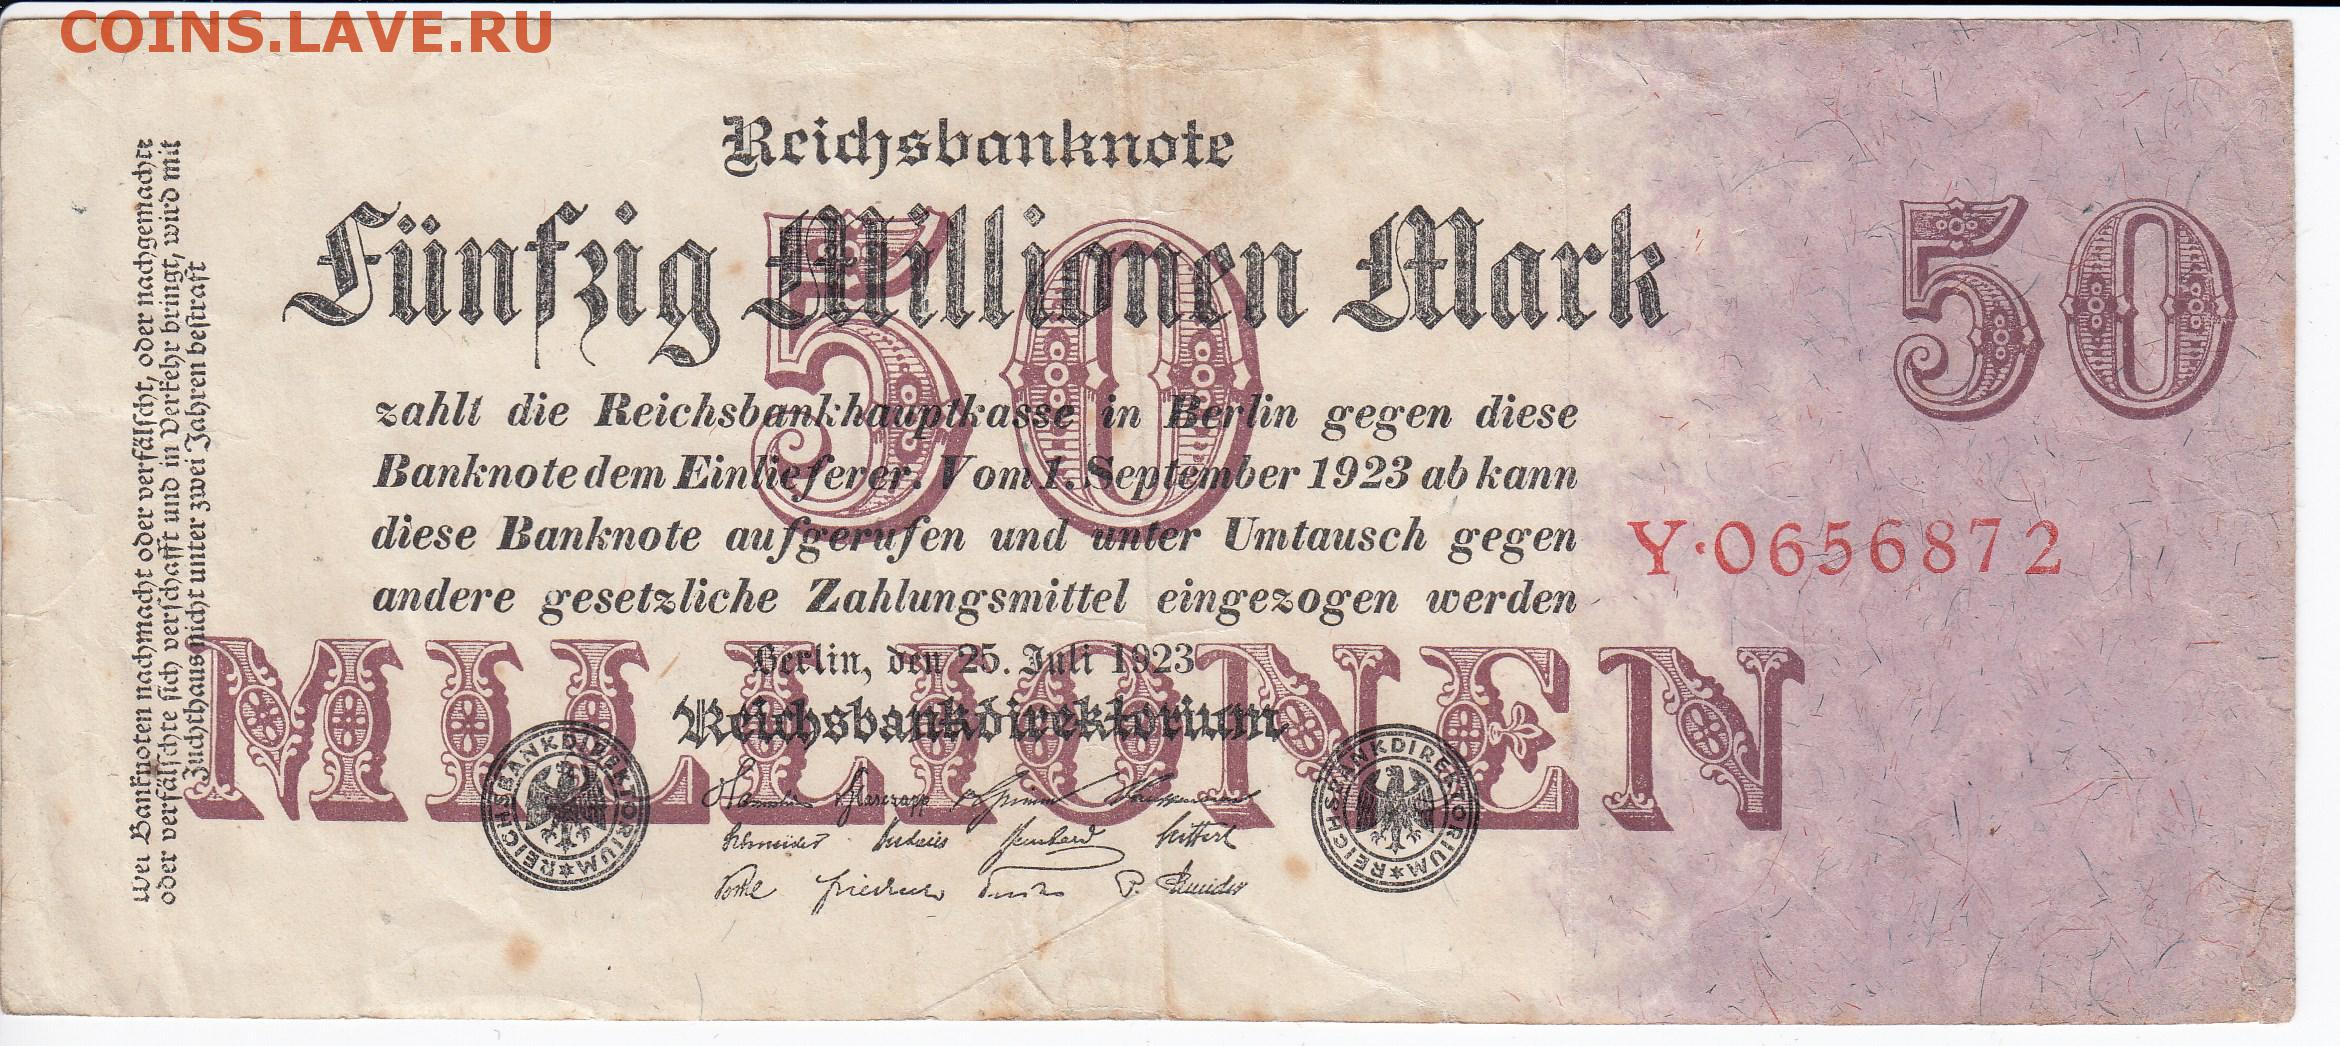 COINS.LAVE.RU
Reichsbanknote
Fünfzig Millionen Mark
50
50
zahlt die Reichsbankhauptkasse in Berlin gegen diese
Banknote dem Einlieferer. Vom 1. September 1923 ab kann
diese Banknote aufgerufen und unter Umtausch gegen
andere gesetzliche Zahlungsmittel eingezogen werden
Y·0656872
MILLIONEN
Berlin, den 25. Juli 1923
Reichsbankdirektorium
REICHSBANKDIREKTORIUM
REICHSBANKDIREKTORIUM
Schneider
P. Schneider
Wer Banknoten nachmacht oder verfälscht, oder nachgemachte
oder verfälschte sich verschafft und in Verkehr bringt, wird mit
Zuchthaus nicht unter zwei Jahren bestraft